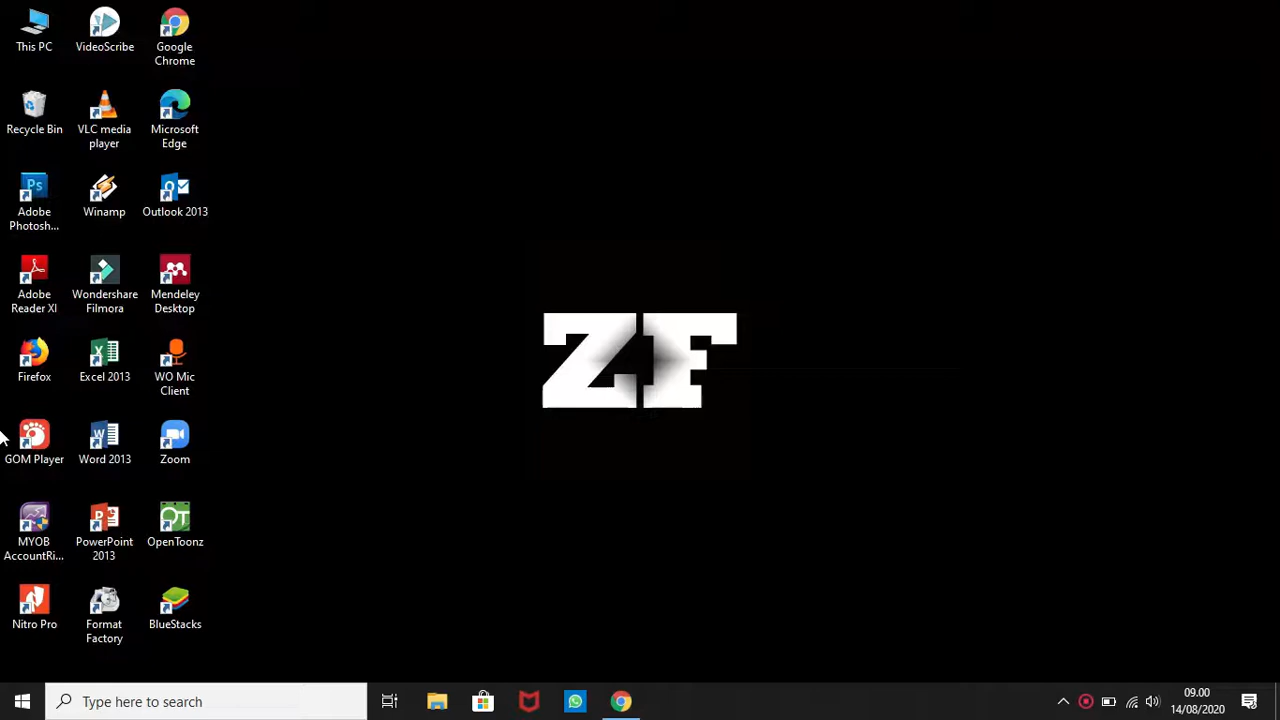 This PC
VideoScribe
Google
Chrome
Recycle Bin
VLC media
player
Microsoft
Edge
Ps
Adobe
Photosh...
Winamp
Outlook 2013
Adobe
Reader XI
Wondershare
Filmora
Mendeley
Desktop
Firefox
Excel 2013
WO Mic
Client
GOM Player
Word 2013
Zoom
MYOB
AccountRi...
PowerPoint
2013
OT
OpenToonz
Nitro Pro
Format
Factory
BlueStacks
ZF
Type here to search
09.00
14/08/2020